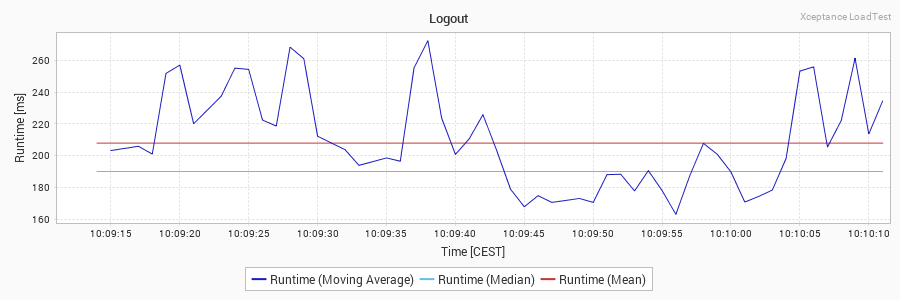 Logout
Xceptance LoadTest
Runtime [ms]
260
240
220
200
180
160
10:09:15 10:09:20 10:09:25 10:09:30 10:09:35 10:09:40 10:09:45 10:09:50 10:09:55 10:10:00 10:10:05 10:10:10
Time [CEST]
Runtime (Moving Average) Runtime (Median) Runtime (Mean)